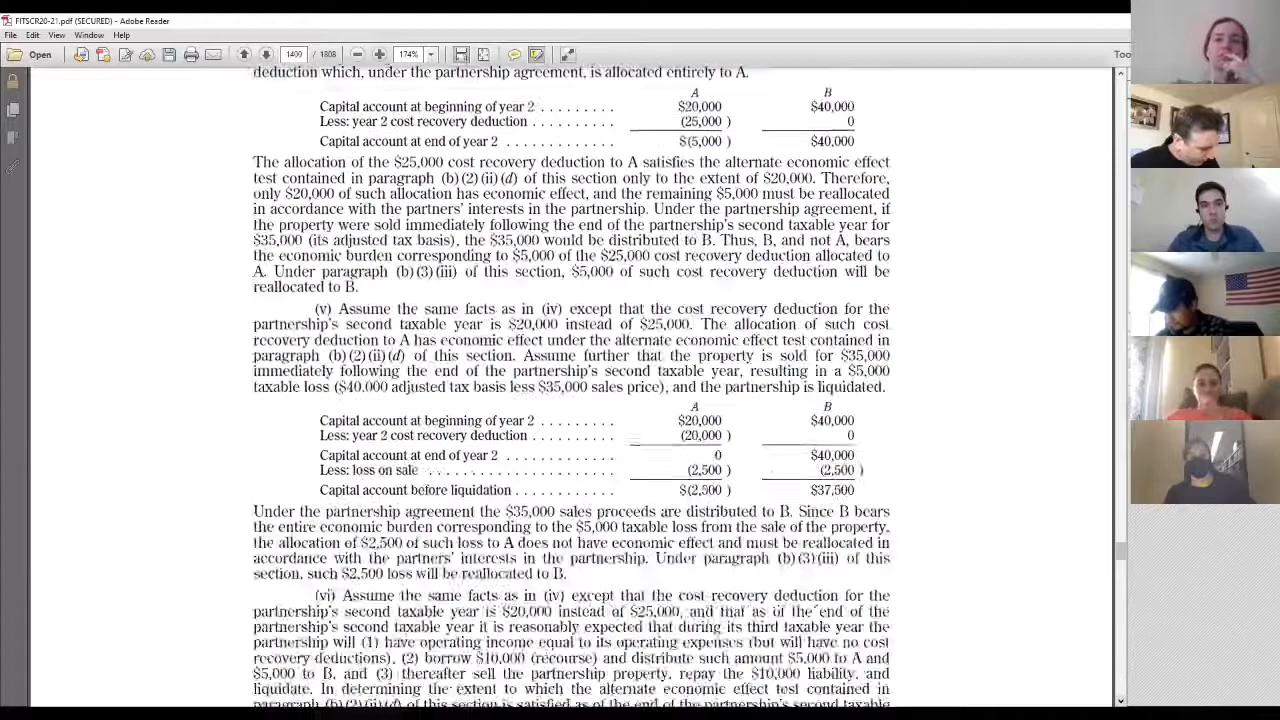 FITSCR20-21.pdf (SECURED) - Adobe Reader
File Edit View Window Help
Open 1400 / 1808 174% Too
deduction which, under the partnership agreement, is allocated entirely to A.
A B
Capital account at beginning of year 2 . . . . . . . . . $20,000 $40,000
Less: year 2 cost recovery deduction . . . . . . . . . . (25,000 ) 0
Capital account at end of year 2 . . . . . . . . . . . . . $(5,000 ) $40,000
The allocation of the $25,000 cost recovery deduction to A satisfies the alternate economic effect
test contained in paragraph (b)(2)(ii)(d) of this section only to the extent of $20,000. Therefore,
only $20,000 of such allocation has economic effect, and the remaining $5,000 must be reallocated
in accordance with the partners' interests in the partnership. Under the partnership agreement, if
the property were sold immediately following the end of the partnership's second taxable year for
$35,000 (its adjusted tax basis), the $35,000 would be distributed to B. Thus, B, and not A, bears
the economic burden corresponding to $5,000 of the $25,000 cost recovery deduction allocated to
A. Under paragraph (b)(3)(iii) of this section, $5,000 of such cost recovery deduction will be
reallocated to B.
(v) Assume the same facts as in (iv) except that the cost recovery deduction for the
partnership's second taxable year is $20,000 instead of $25,000. The allocation of such cost
recovery deduction to A has economic effect under the alternate economic effect test contained in
paragraph (b)(2)(ii)(d) of this section. Assume further that the property is sold for $35,000
immediately following the end of the partnership's second taxable year, resulting in a $5,000
taxable loss ($40.000 adjusted tax basis less $35,000 sales price), and the partnership is liquidated.
A B
Capital account at beginning of year 2 . . . . . . . . . $20,000 $40,000
Less: year 2 cost recovery deduction . . . . . . . . . . (20,000 ) 0
Capital account at end of year 2 . . . . . . . . . . . . . 0 $40,000
Less: loss on sale . . . . . . . . . . . . . . . . . . . . . . . (2,500 ) (2,500 )
Capital account before liquidation . . . . . . . . . . . . $(2,500 ) $37,500
Under the partnership agreement the $35,000 sales proceeds are distributed to B. Since B bears
the entire economic burden corresponding to the $5,000 taxable loss from the sale of the property,
the allocation of $2,500 of such loss to A does not have economic effect and must be reallocated in
accordance with the partners' interests in the partnership. Under paragraph (b)(3)(iii) of this
section, such $2,500 loss will be reallocated to B.
(vi) Assume the same facts as in (iv) except that the cost recovery deduction for the
partnership's second taxable year is $20,000 instead of $25,000, and that as of the end of the
partnership's second taxable year it is reasonably expected that during its third taxable year the
partnership will (1) have operating income equal to its operating expenses (but will have no cost
recovery deductions), (2) borrow $10,000 (recourse) and distribute such amount $5,000 to A and
$5,000 to B, and (3) thereafter sell the partnership property, repay the $10,000 liability, and
liquidate. In determining the extent to which the alternate economic effect test contained in
paragraph (b)(2)(ii)(d) of this section is satisfied as of the end of the partnership's second taxable